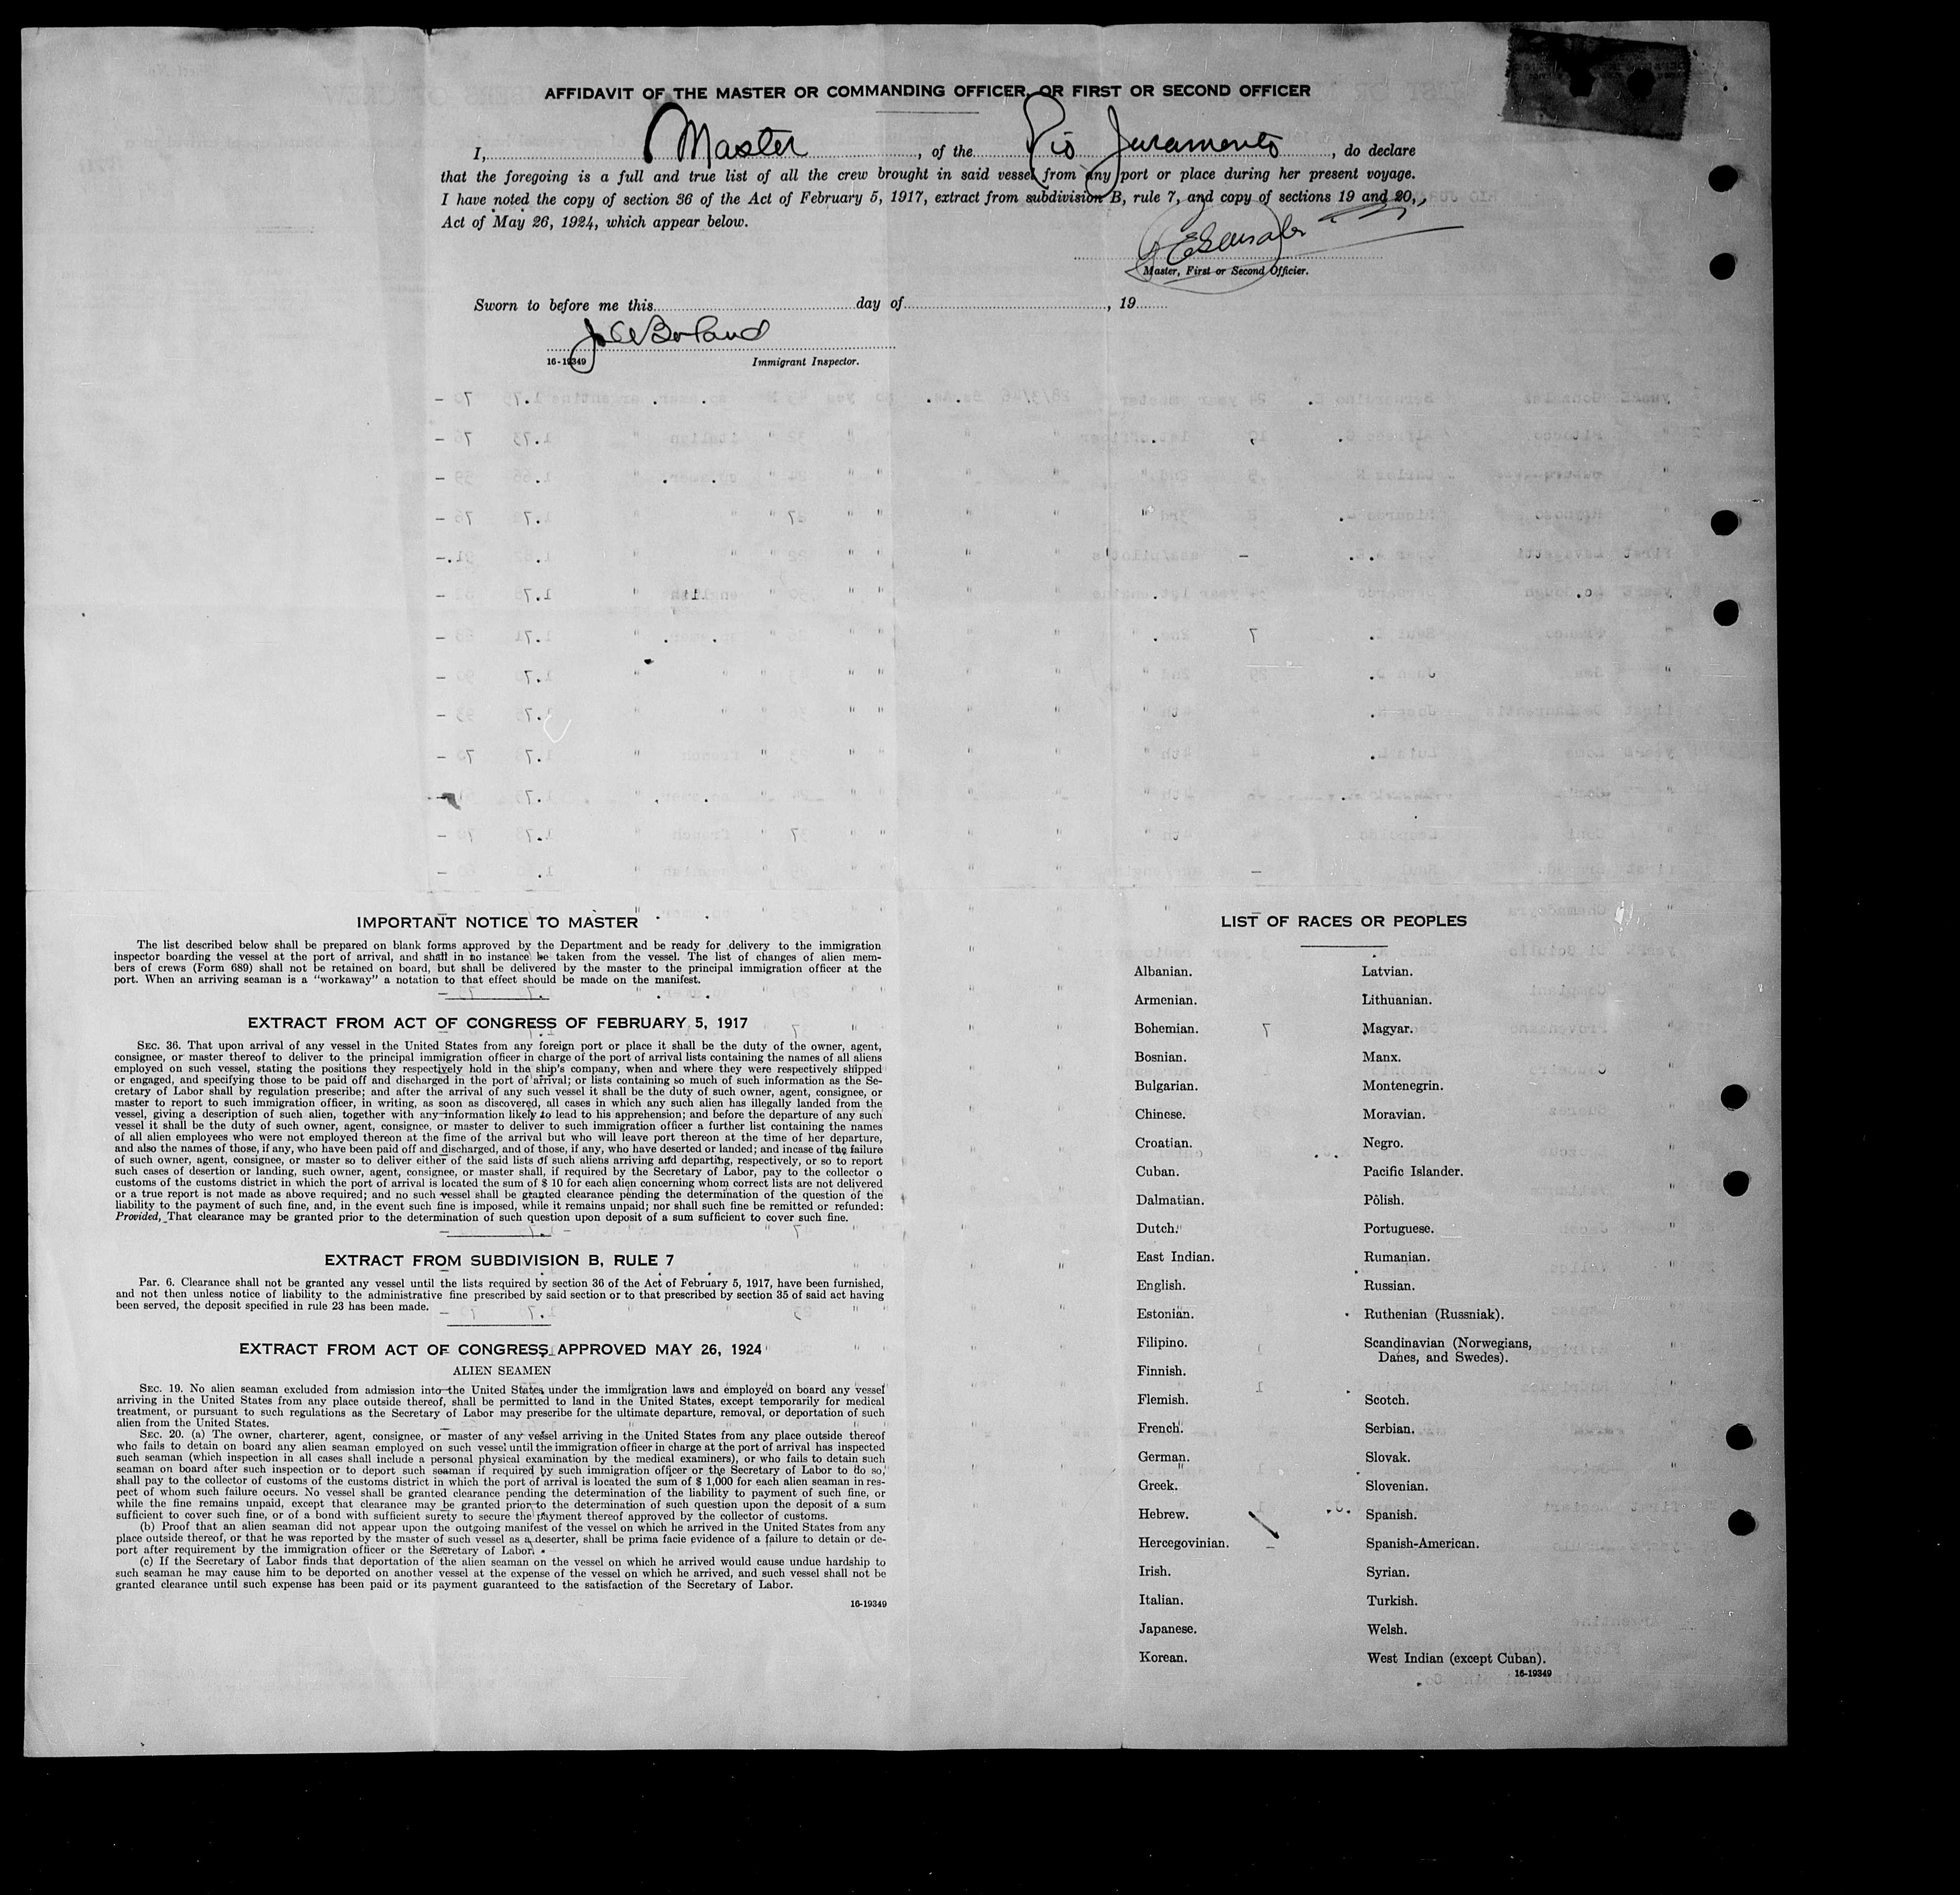 AFFIDAVIT OF THE MASTER OR COMMANDING OFFICER, OR FIRST OR SECOND OFFICER
I, Master, of the Rio Juramento, do declare
that the foregoing is a full and true list of all the crew brought in said vessel from any port or place during her present voyage.
I have noted the copy of section 36 of the Act of February 5, 1917, extract from subdivision B, rule 7, and copy of sections 19 and 20,
Act of May 26, 1924, which appear below.
Master, First or Second Officier.
Sworn to before me this day of , 19
Borland
16-19349 Immigrant Inspector.
IMPORTANT NOTICE TO MASTER
The list described below shall be prepared on blank forms approved by the Department and be ready for delivery to the immigration
inspector boarding the vessel at the port of arrival, and shall in no instance be taken from the vessel. The list of changes of alien mem-
bers of crews (Form 689) shall not be retained on board, but shall be delivered by the master to the principal immigration officer at the
port. When an arriving seaman is a "workaway" a notation to that effect should be made on the manifest.
EXTRACT FROM ACT OF CONGRESS OF FEBRUARY 5, 1917
SEC. 36. That upon arrival of any vessel in the United States from any foreign port or place it shall be the duty of the owner, agent,
consignee, or master thereof to deliver to the principal immigration officer in charge of the port of arrival lists containing the names of all aliens
employed on such vessel, stating the positions they respectively hold in the ship's company, when and where they were respectively shipped
or engaged, and specifying those to be paid off and discharged in the port of arrival; or lists containing so much of such information as the Se-
cretary of Labor shall by regulation prescribe; and after the arrival of any such vessel it shall be the duty of such owner, agent, consignee, or
master to report to such immigration officer, in writing, as soon as discovered, all cases in which any such alien has illegally landed from the
vessel, giving a description of such alien, together with any information likely to lead to his apprehension; and before the departure of any such
vessel it shall be the duty of such owner, agent, consignee, or master to deliver to such immigration officer a further list containing the names
of all alien employees who were not employed thereon at the fime of the arrival but who will leave port thereon at the time of her departure,
and also the names of those, if any, who have been paid off and discharged, and of those, if any, who have deserted or landed; and incase of the failure
of such owner, agent, consignee, or master so to deliver either of the said lists of such aliens arriving and departing, respectively, or so to report
such cases of desertion or landing, such owner, agent, consignee, or master shall, if required by the Secretary of Labor, pay to the collector o
customs of the customs district in which the port of arrival is located the sum of $ 10 for each alien concerning whom correct lists are not delivered
or a true report is not made as above required; and no such vessel shall be granted clearance pending the determination of the question of the
liability to the payment of such fine, and, in the event such fine is imposed, while it remains unpaid; nor shall such fine be remitted or refunded:
Provided, That clearance may be granted prior to the determination of such question upon deposit of a sum sufficient to cover such fine.
EXTRACT FROM SUBDIVISION B, RULE 7
Par. 6. Clearance shall not be granted any vessel until the lists required by section 36 of the Act of February 5, 1917, have been furnished,
and not then unless notice of liability to the administrative fine prescribed by said section or to that prescribed by section 35 of said act having
been served, the deposit specified in rule 23 has been made.
EXTRACT FROM ACT OF CONGRESS APPROVED MAY 26, 1924
ALIEN SEAMEN
SEC. 19. No alien seaman excluded from admission into the United States under the immigration laws and employed on board any vessel
arriving in the United States from any place outside thereof, shall be permitted to land in the United States, except temporarily for medical
treatment, or pursuant to such regulations as the Secretary of Labor may prescribe for the ultimate departure, removal, or deportation of such
alien from the United States.
SEC. 20. (a) The owner, charterer, agent, consignee, or master of any vessel arriving in the United States from any place outside thereof
who fails to detain on board any alien seaman employed on such vessel until the immigration officer in charge at the port of arrival has inspected
such seaman (which inspection in all cases shall include a personal physical examination by the medical examiners), or who fails to detain such
seaman on board after such inspection or to deport such seaman if required by such immigration officer or the Secretary of Labor to do so,
shall pay to the collector of customs of the customs district in which the port of arrival is located the sum of $ 1,000 for each alien seaman in res-
pect of whom such failure occurs. No vessel shall be granted clearance pending the determination of the liability to payment of such fine, or
while the fine remains unpaid, except that clearance may be granted prior to the determination of such question upon the deposit of a sum
sufficient to cover such fine, or of a bond with sufficient surety to secure the payment thereof approved by the collector of customs.
(b) Proof that an alien seaman did not appear upon the outgoing manifest of the vessel on which he arrived in the United States from any
place outside thereof, or that he was reported by the master of such vessel as a deserter, shall be prima facie evidence of a failure to detain or de-
port after requirement by the immigration officer or the Secretary of Labor.
(c) If the Secretary of Labor finds that deportation of the alien seaman on the vessel on which he arrived would cause undue hardship to
such seaman he may cause him to be deported on another vessel at the expense of the vessel on which he arrived, and such vessel shall not be
granted clearance until such expense has been paid or its payment guaranteed to the satisfaction of the Secretary of Labor.
16-19349
LIST OF RACES OR PEOPLES
Albanian.
Armenian.
Bohemian.
Bosnian.
Bulgarian.
Chinese.
Croatian.
Cuban.
Dalmatian.
Dutch.
East Indian.
English.
Estonian.
Filipino.
Finnish.
Flemish.
French.
German.
Greek.
Hebrew.
Hercegovinian.
Irish.
Italian.
Japanese.
Korean.
Latvian.
Lithuanian.
Magyar.
Manx.
Montenegrin.
Moravian.
Negro.
Pacific Islander.
Polish.
Portuguese.
Rumanian.
Russian.
Ruthenian (Russniak).
Scandinavian (Norwegians,
Danes, and Swedes).
Scotch.
Serbian.
Slovak.
Slovenian.
Spanish.
Spanish-American.
Syrian.
Turkish.
Welsh.
West Indian (except Cuban).
16-19349